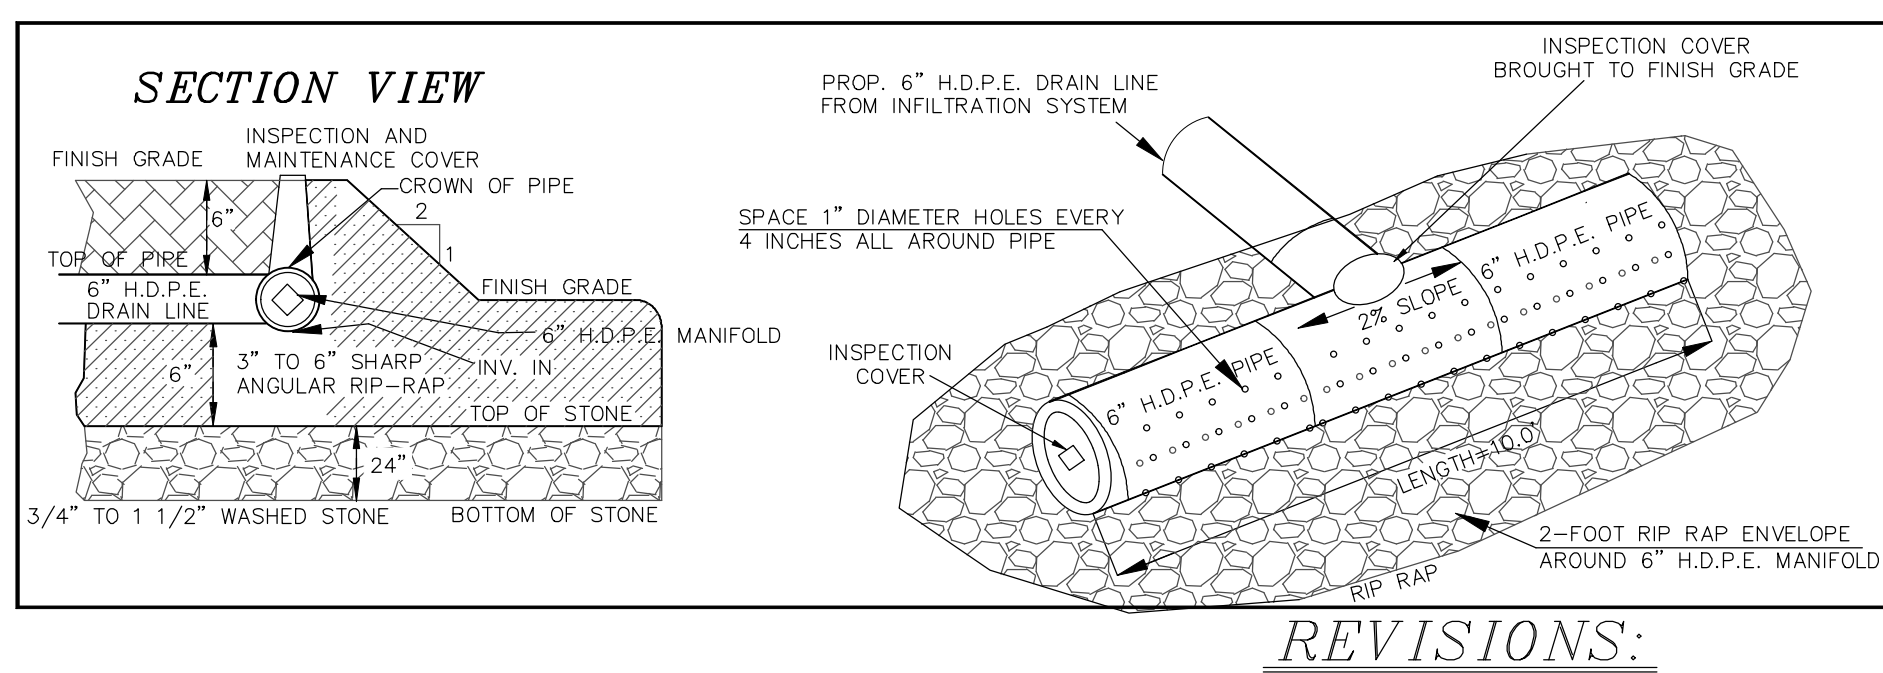 SECTION VIEW
INSPECTION AND
MAINTENANCE COVER
FINISH GRADE
CROWN OF PIPE
2
1
6”
TOP OF PIPE
6” H.D.P.E.
DRAIN LINE
FINISH GRADE
6” H.D.P.E. MANIFOLD
INV. IN
3” TO 6” SHARP
ANGULAR RIP-RAP
6”
TOP OF STONE
24”
3/4” TO 1 1/2” WASHED STONE
BOTTOM OF STONE
INSPECTION COVER
BROUGHT TO FINISH GRADE
PROP. 6” H.D.P.E. DRAIN LINE
FROM INFILTRATION SYSTEM
SPACE 1” DIAMETER HOLES EVERY
4 INCHES ALL AROUND PIPE
6” H.D.P.E. PIPE
2% SLOPE
INSPECTION
COVER
6” H.D.P.E. PIPE
LENGTH=10.0'
2-FOOT RIP RAP ENVELOPE
AROUND 6” H.D.P.E. MANIFOLD
RIP RAP
REVISIONS: